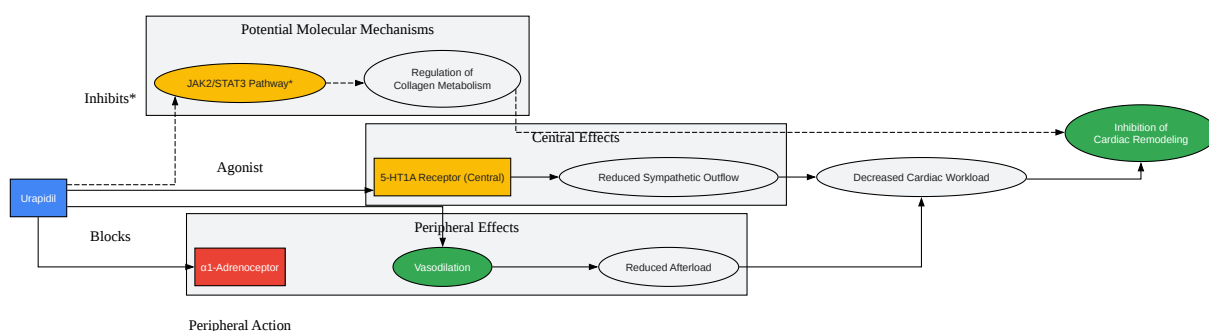 Potential Molecular Mechanisms
JAK2/STAT3 Pathway*
Regulation of
Collagen Metabolism
Inhibits*
Inhibition of
Cardiac Remodeling
Central Effects
Agonist
5-HT1A Receptor (Central)
Reduced Sympathetic Outflow
Decreased Cardiac Workload
Urapidil
Blocks
Peripheral Effects
α1-Adrenoceptor
Vasodilation
Reduced Afterload
Peripheral Action